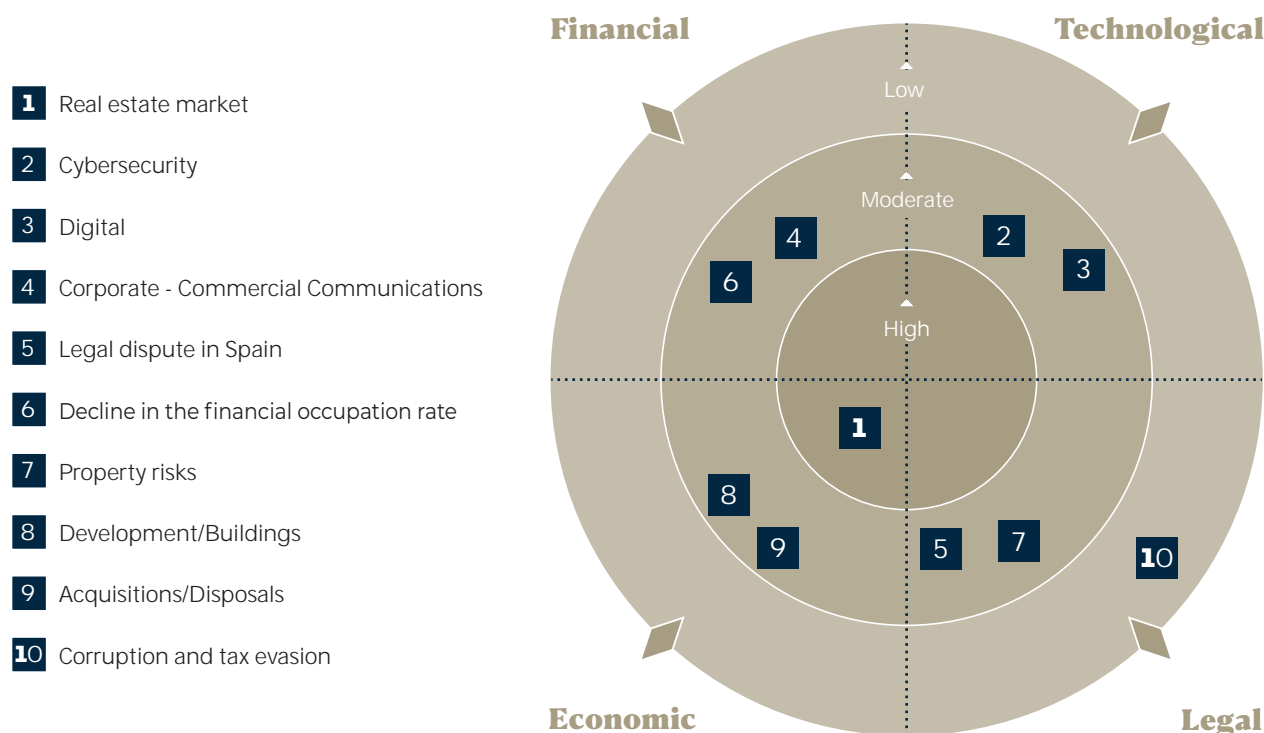 1 Real estate market
2 Cybersecurity
3 Digital
4 Corporate - Commercial Communications
5 Legal dispute in Spain
6 Decline in the financial occupation rate
7 Property risks
8 Development/Buildings
9 Acquisitions/Disposals
10 Corruption and tax evasion
Financial
Technological
Low
Moderate
4
2
6
3
High
1
8
9
5
7
10
Economic
Legal